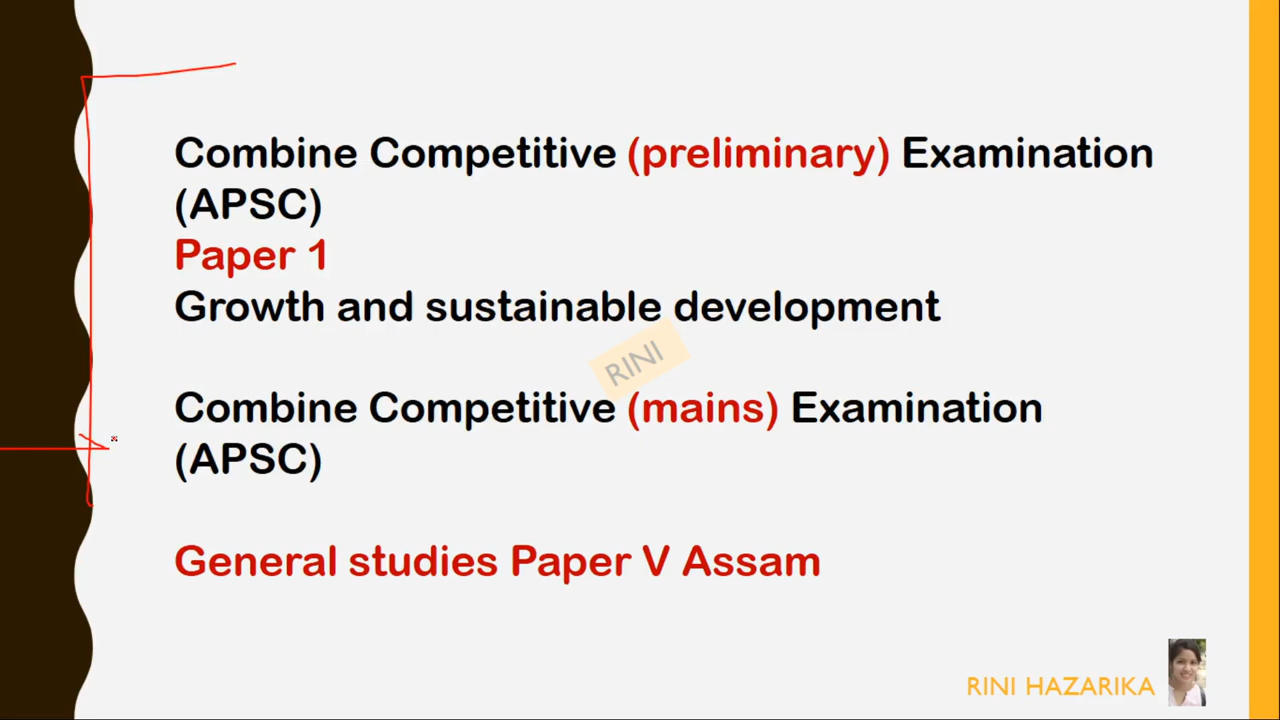 Combine Competitive (preliminary) Examination
(APSC)
Paper 1
Growth and sustainable development
RINI
Combine Competitive (mains) Examination
(APSC)
General studies Paper V Assam
RINI HAZARIKA